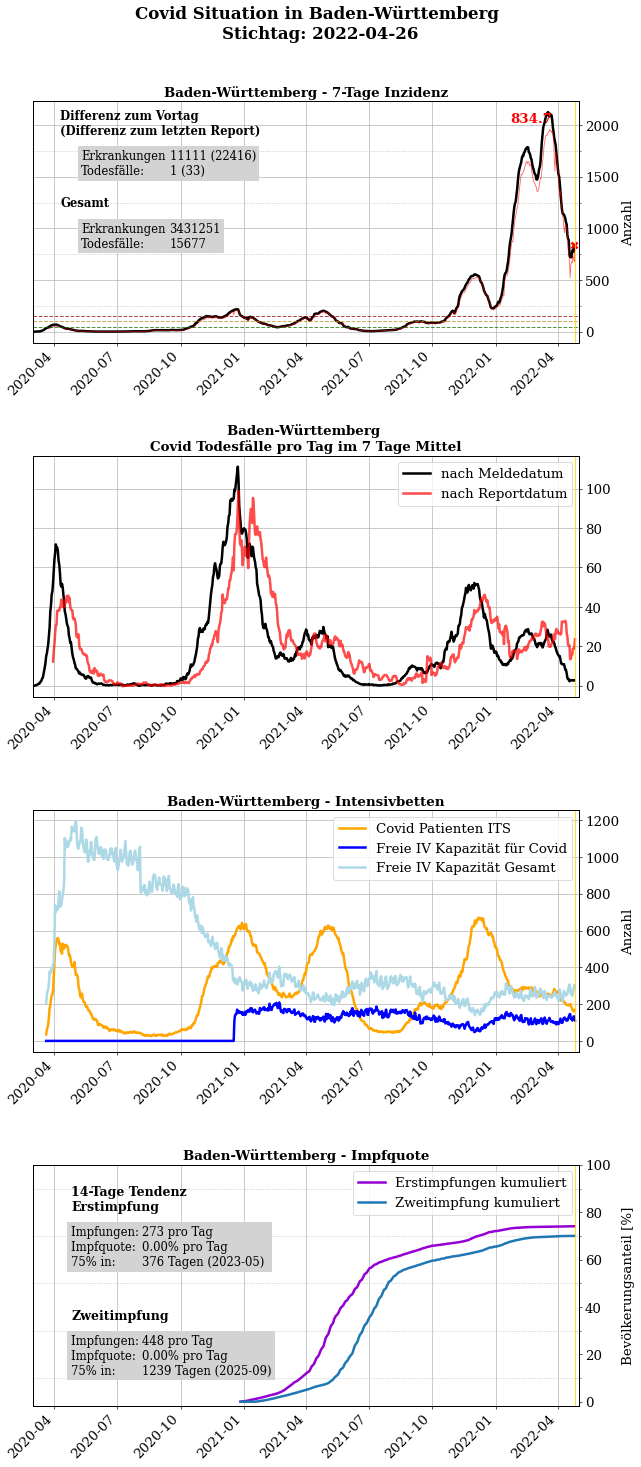 Covid Situation in Baden-Württemberg
Stichtag: 2022-04-26
Baden-Württemberg - 7-Tage Inzidenz
Differenz zum Vortag
(Differenz zum letzten Report)
Erkrankungen 11111 (22416)
Todesfälle: 1 (33)
Gesamt
Erkrankungen 3431251
Todesfälle: 15677
834.
2000
1500
1000
500
0
Anzahl
2020-04
2020-07
2020-10
2021-01
2021-04
2021-07
2021-10
2022-01
2022-04
Baden-Württemberg
Covid Todesfälle pro Tag im 7 Tage Mittel
nach Meldedatum
nach Reportdatum
100
80
60
40
20
0
2020-04
2020-07
2020-10
2021-01
2021-04
2021-07
2021-10
2022-01
2022-04
Baden-Württemberg - Intensivbetten
Covid Patienten ITS
Freie IV Kapazität für Covid
Freie IV Kapazität Gesamt
1200
1000
800
600
400
200
0
Anzahl
2020-04
2020-07
2020-10
2021-01
2021-04
2021-07
2021-10
2022-01
2022-04
Baden-Württemberg - Impfquote
14-Tage Tendenz
Erstimpfung
Impfungen: 273 pro Tag
Impfquote: 0.00% pro Tag
75% in: 376 Tagen (2023-05)
Zweitimpfung
Impfungen: 448 pro Tag
Impfquote: 0.00% pro Tag
75% in: 1239 Tagen (2025-09)
Erstimpfungen kumuliert
Zweitimpfung kumuliert
100
80
60
40
20
0
Bevölkerungsanteil [%]
2020-04
2020-07
2020-10
2021-01
2021-04
2021-07
2021-10
2022-01
2022-04